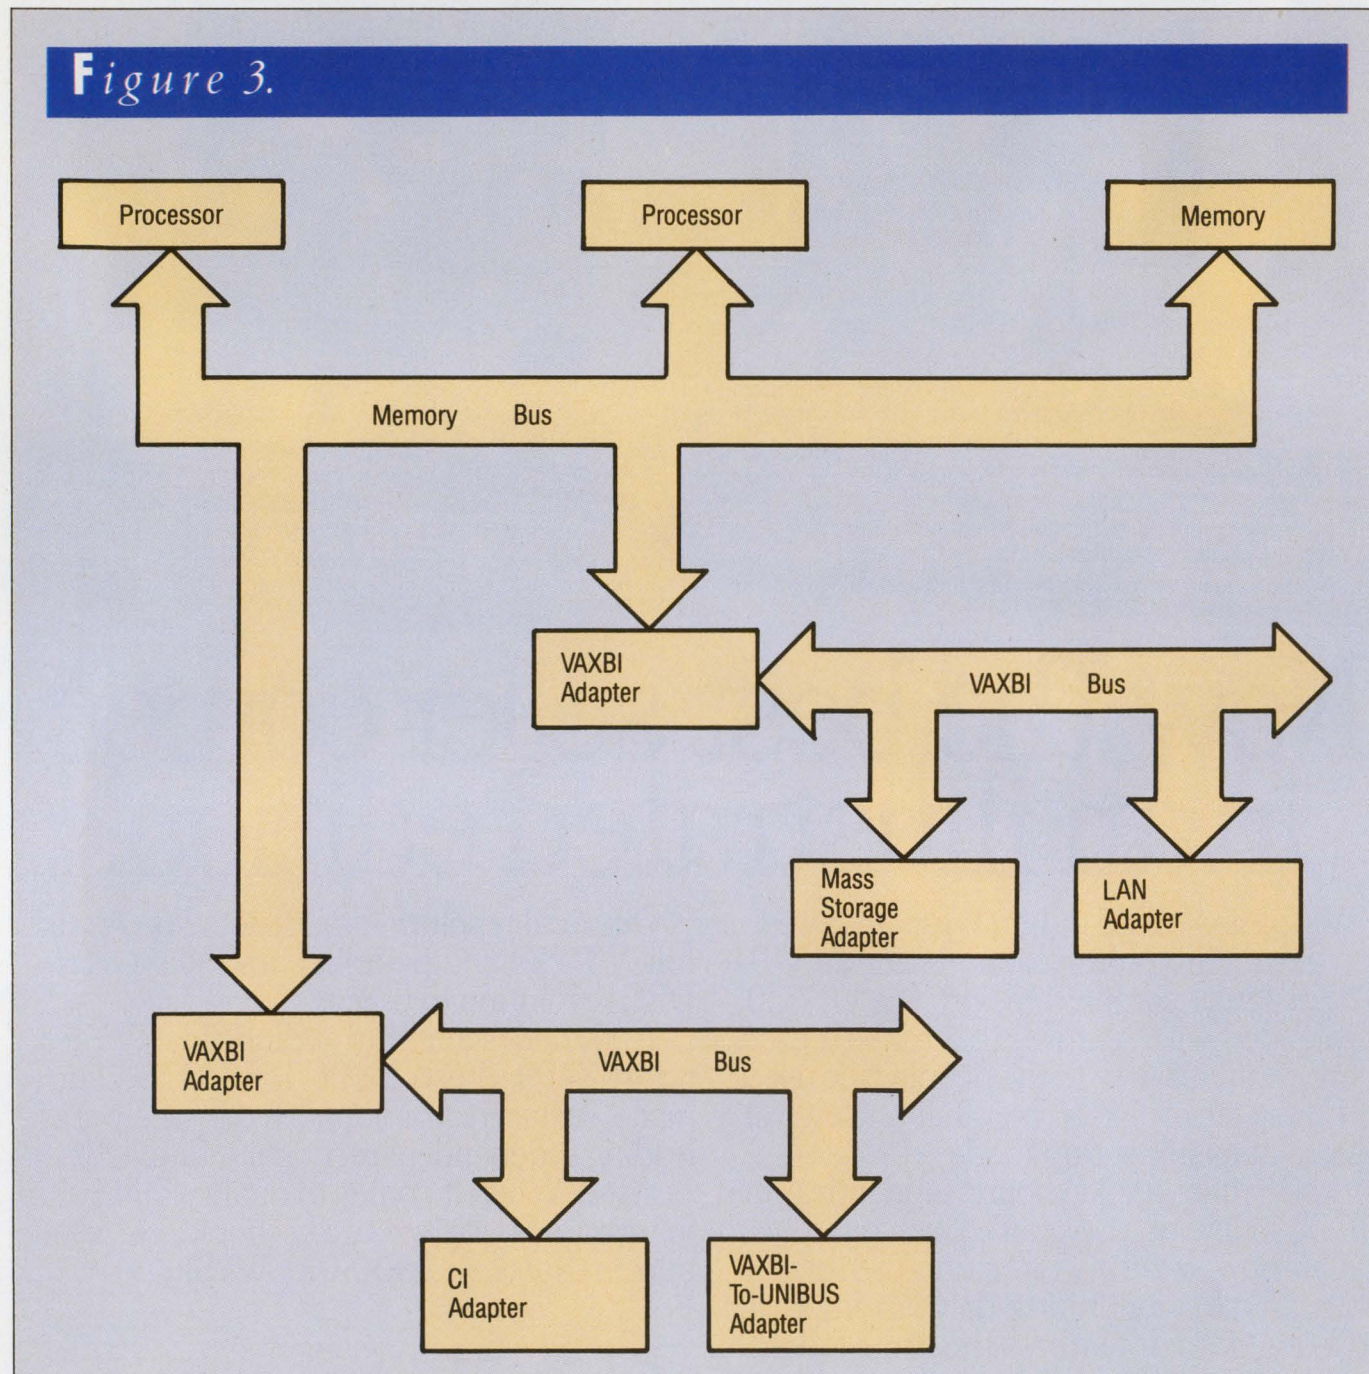 Figure 3.
Processor
Processor
Memory
Memory Bus
VAXBI
Adapter
VAXBI Bus
Mass
Storage
Adapter
LAN
Adapter
VAXBI
Adapter
VAXBI Bus
CI
Adapter
VAXBI-
To-UNIBUS
Adapter